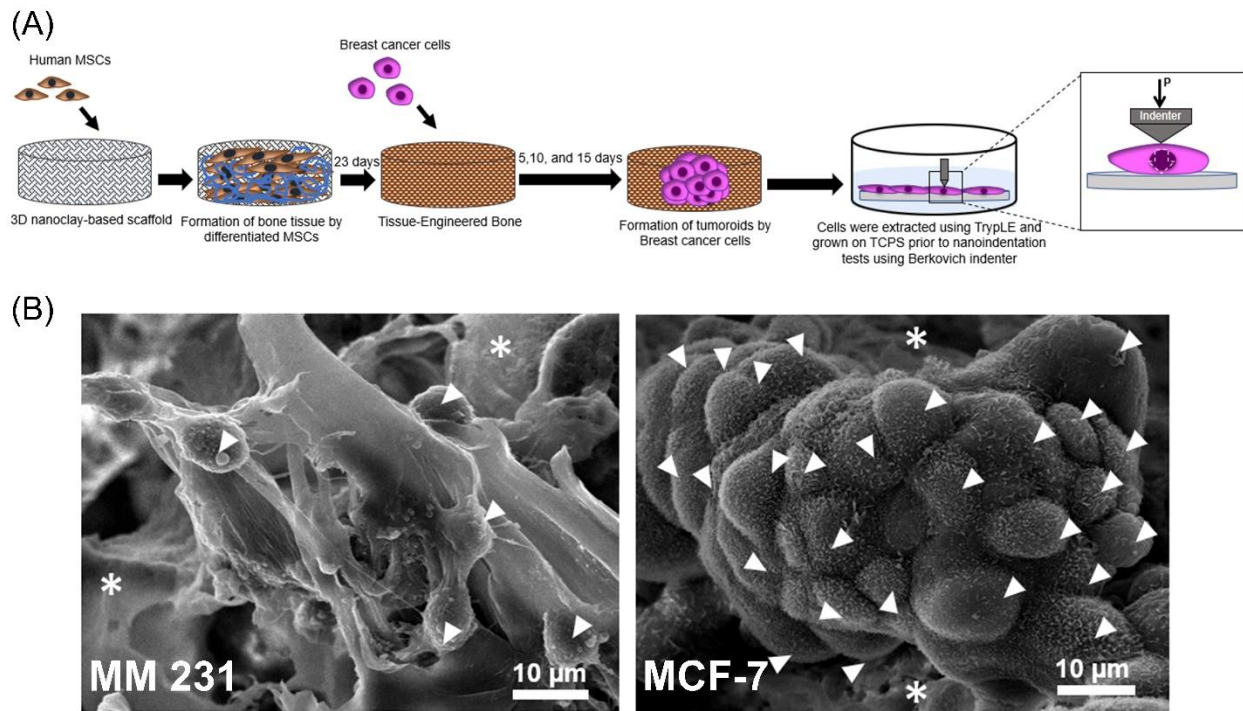 (A)
Human MSCs
Breast cancer cells
P
Indenter
23 days
5,10, and 15 days
3D nanoclay-based scaffold
Formation of bone tissue by
differentiated MSCs
Tissue-Engineered Bone
Formation of tumoroids by
Breast cancer cells
Cells were extracted using TrypLE and
grown on TCPS prior to nanoindentation
tests using Berkovich indenter
(B)
*
*
MM 231
10 µm
*
*
MCF-7
10 µm